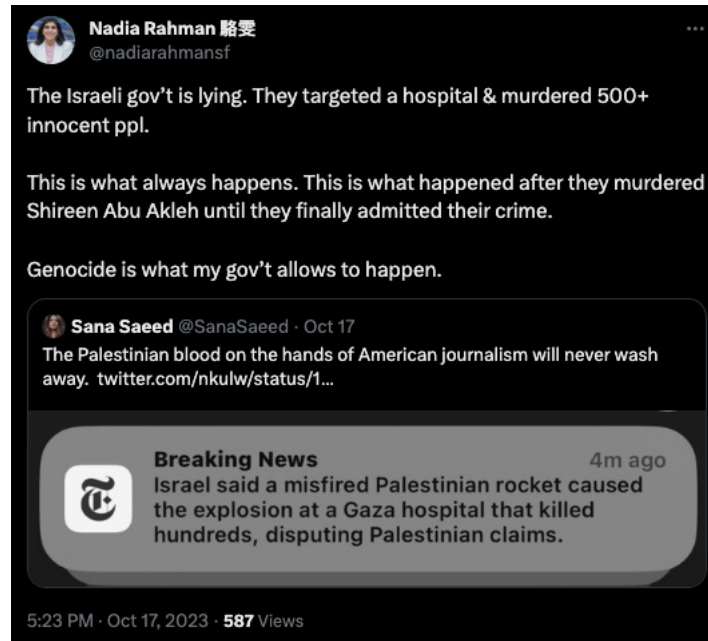 Nadia Rahman 駱雯
@nadiarahmansf
The Israeli gov’t is lying. They targeted a hospital & murdered 500+
innocent ppl.
This is what always happens. This is what happened after they murdered
Shireen Abu Akleh until they finally admitted their crime.
Genocide is what my gov’t allows to happen.
Sana Saeed @SanaSaeed · Oct 17
The Palestinian blood on the hands of American journalism will never wash
away. twitter.com/nkulw/status/1...
Breaking News 4m ago
Israel said a misfired Palestinian rocket caused
the explosion at a Gaza hospital that killed
hundreds, disputing Palestinian claims.
5:23 PM · Oct 17, 2023 · 587 Views